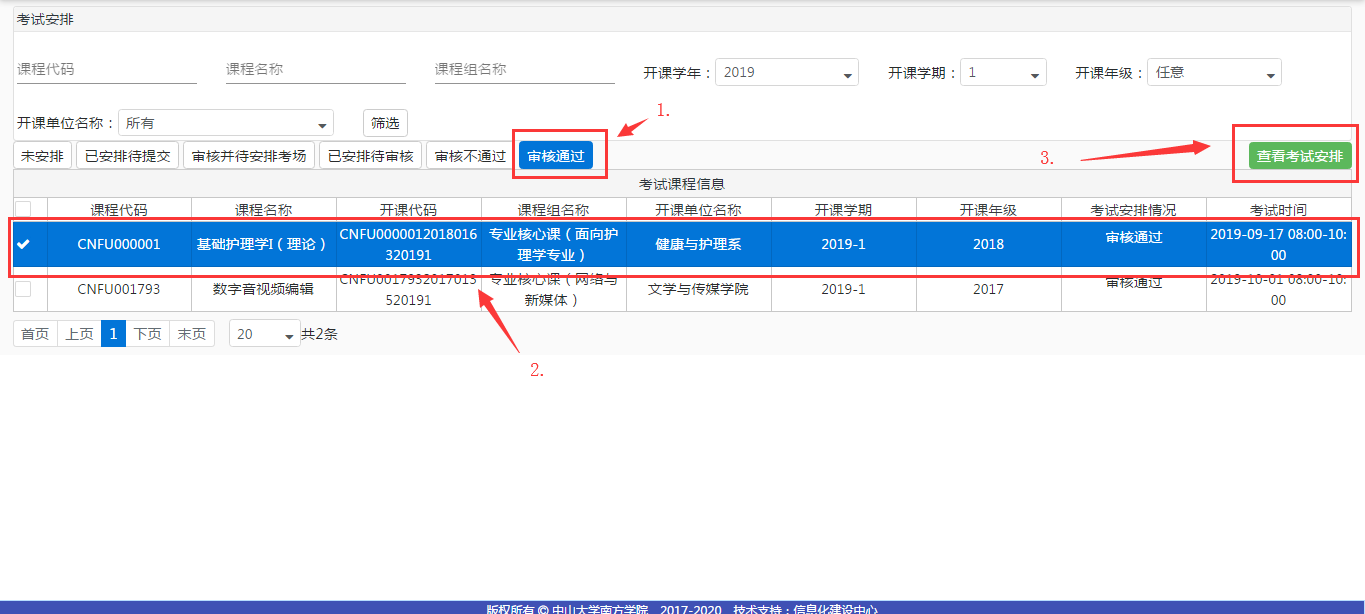 考试安排
课程代码 课程名称 课程组名称 开课学年： 2019 开课学期： 1 开课年级： 任意
1.
开课单位名称： 所有 筛选
未安排 已安排待提交 审核并待安排考场 已安排待审核 审核不通过 审核通过 3. 查看考试安排
考试课程信息
课程代码 课程名称 开课代码 课程组名称 开课单位名称 开课学期 开课年级 考试安排情况 考试时间
CNFU000001 基础护理学I（理论） CNFU0000012018016 专业核心课（面向护 健康与护理系 2019-1 2018 审核通过 2019-09-17 08:00-10:
320191 理学专业） 00
CNFU001793 数字音视频编辑 CNFU0017932017013 专业核心课（网络与 文学与传媒学院 2019-1 2017 审核通过 2019-10-01 08:00-10:
520191 新媒体） 00
首页 上页 1 下页 末页 20 共2条
2.
版权所有 © 中山大学南方学院 2017-2020 技术支持：信息化建设中心